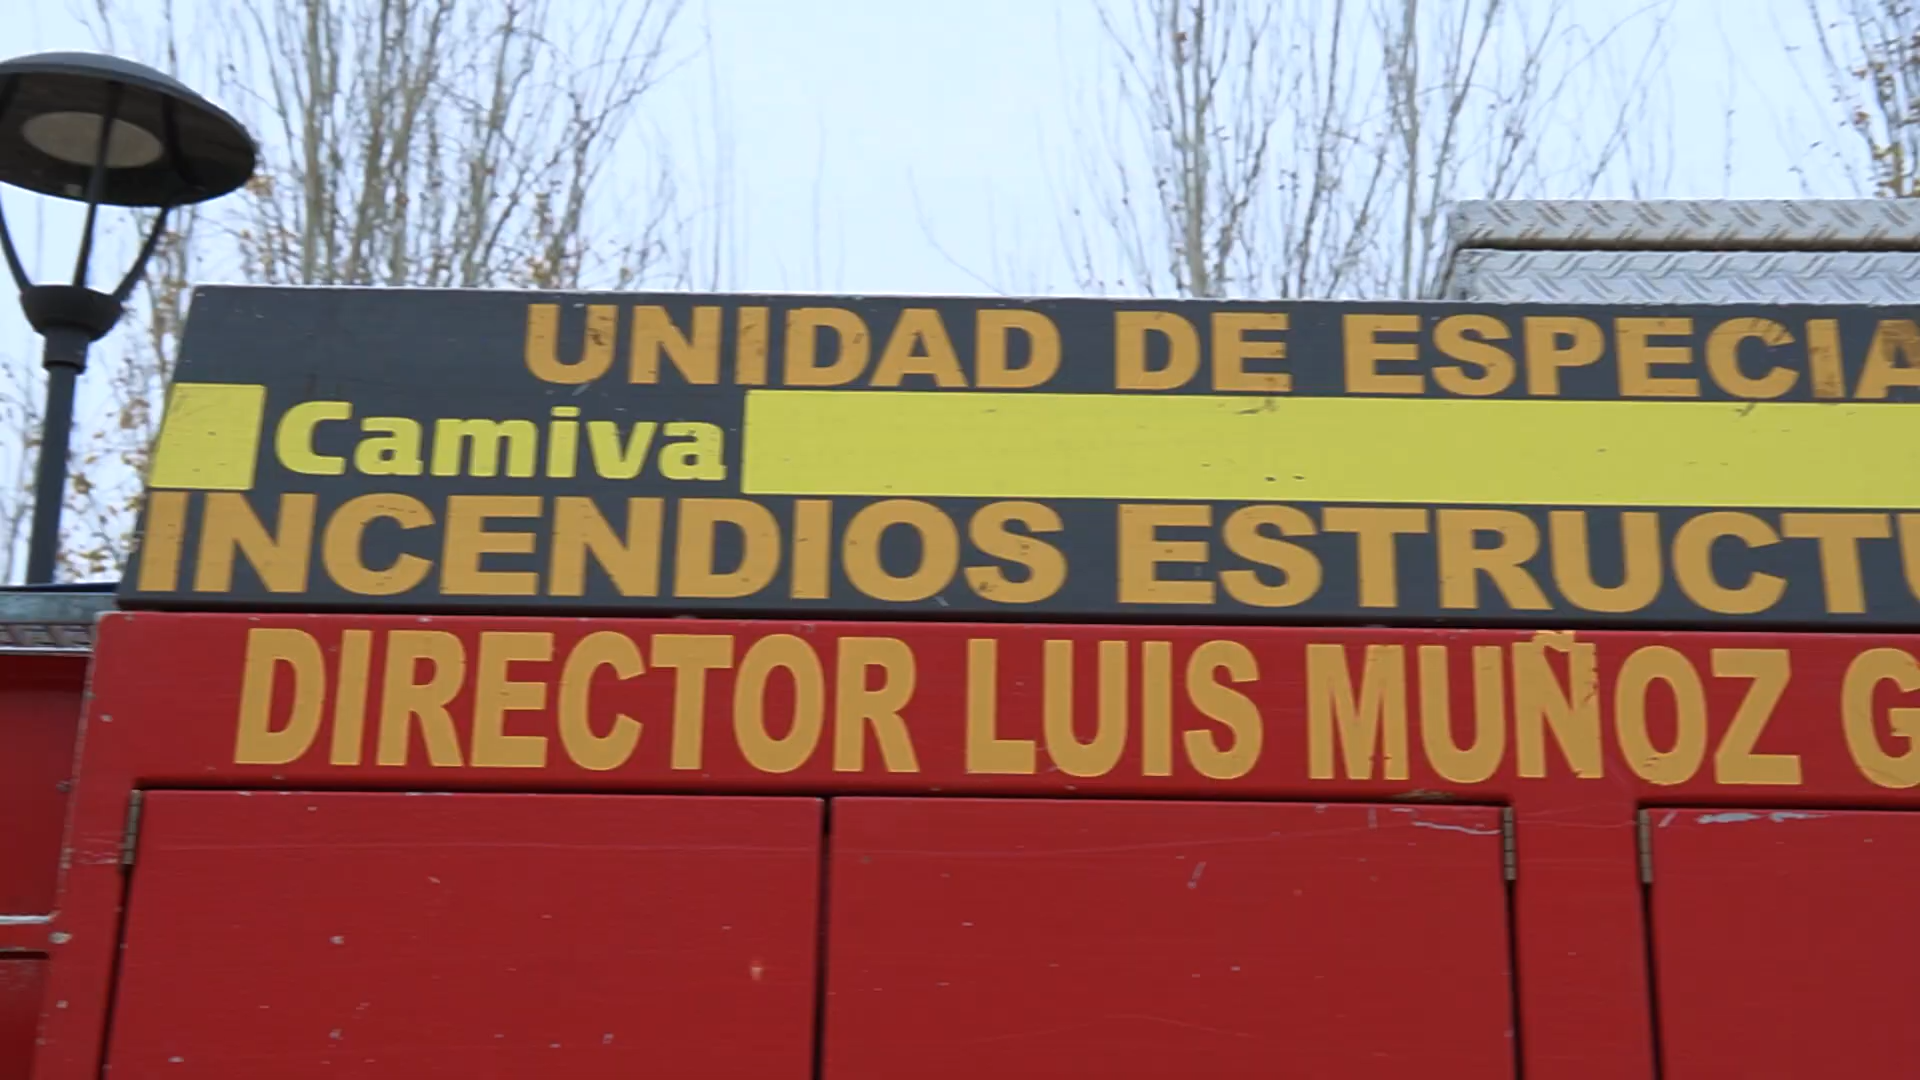 UNIDAD DE ESPECIA
Camiva
INCENDIOS ESTRUCTU
DIRECTOR LUIS MUÑOZ G